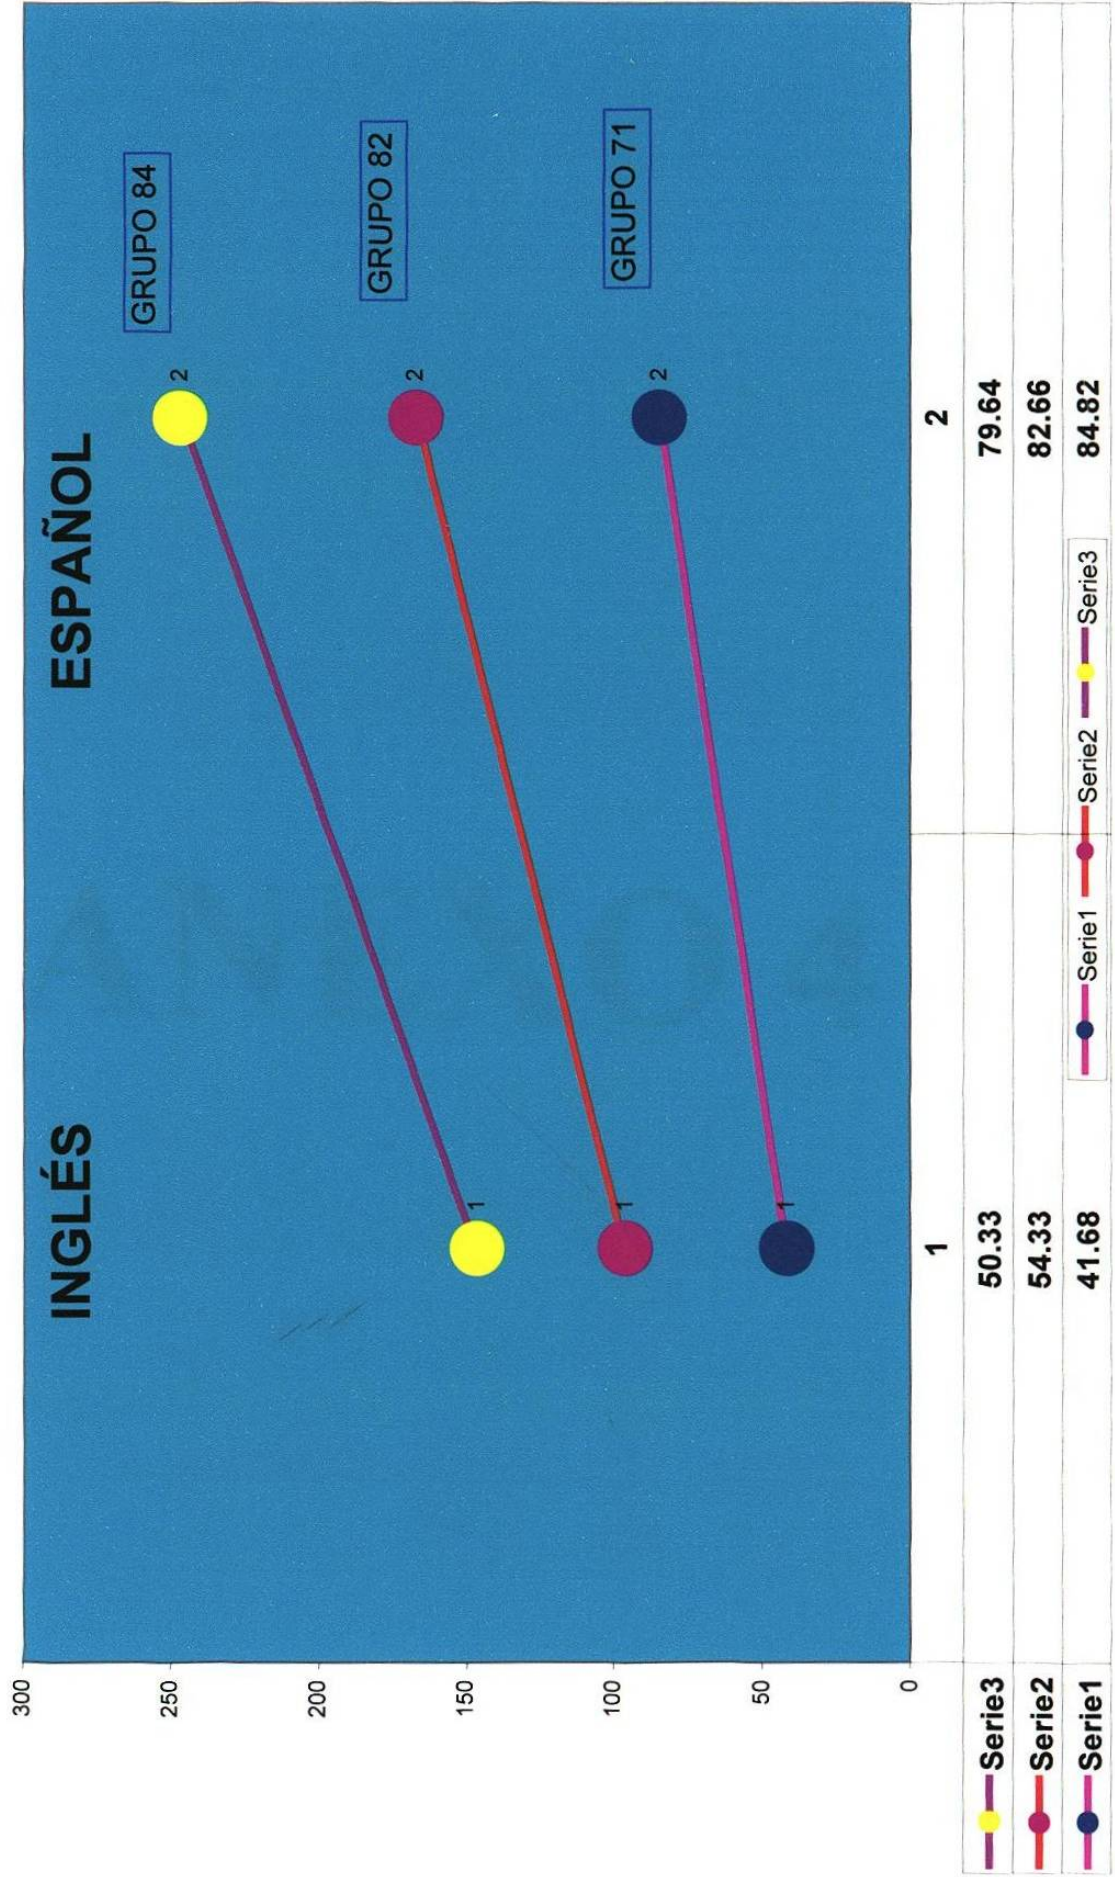 INGLÉS ESPAÑOL
300
250
200
150
100
50
0
GRUPO 84
GRUPO 82
GRUPO 71
2
2
2
1
1
1
1 2
Serie3 50.33 79.64
Serie2 54.33 82.66
Serie1 41.68 84.82
Serie1 Serie2 Serie3